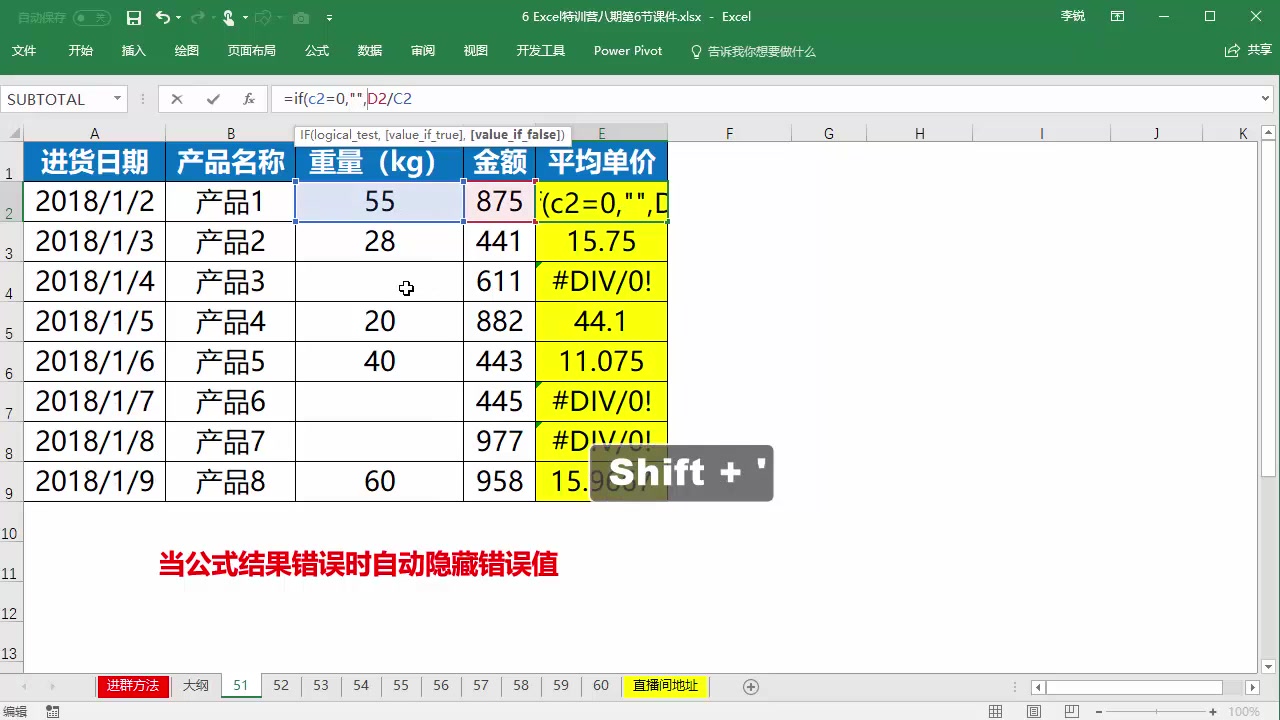 自动保存 关 6 Excel特训营八期第6节课件.xlsx - Excel 李锐
文件 开始 插入 绘图 页面布局 公式 数据 审阅 视图 开发工具 Power Pivot 告诉我你想要做什么 共享
SUBTOTAL fx =if(c2=0,"",D2/C2
IF(logical_test, [value_if_true], [value_if_false])
A B E F G H I J K
1 进货日期 产品名称 重量（kg） 金额 平均单价
2 2018/1/2 产品1 55 875 f(c2=0,"",D
3 2018/1/3 产品2 28 441 15.75
4 2018/1/4 产品3 611 #DIV/0!
5 2018/1/5 产品4 20 882 44.1
6 2018/1/6 产品5 40 443 11.075
7 2018/1/7 产品6 445 #DIV/0!
8 2018/1/8 产品7 977 #DIV/0!
Shift + '
9 2018/1/9 产品8 60 958
10
11 当公式结果错误时自动隐藏错误值
12
13
进群方法 大纲 51 52 53 54 55 56 57 58 59 60 直播间地址
编辑 100%